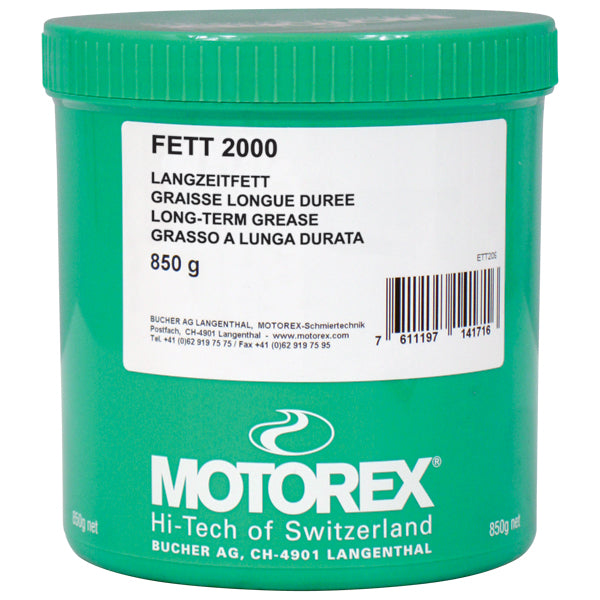 FETT 2000
LANGZEITFETT
GRAISSE LONGUE DUREE
LONG-TERM GREASE
GRASSO A LUNGA DURATA
850 g
ETT206
BUCHER AG LANGENTHAL, MOTOREX-Schmiertechnik
Postfach, CH-4901 Langenthal - www.motorex.com
Tel. +41 (0)62 919 75 75 / Fax +41 (0)62 919 75 95
7 611197 141716
MOTOREX®
Hi-Tech of Switzerland
BUCHER AG, CH-4901 LANGENTHAL
850g net
850g net